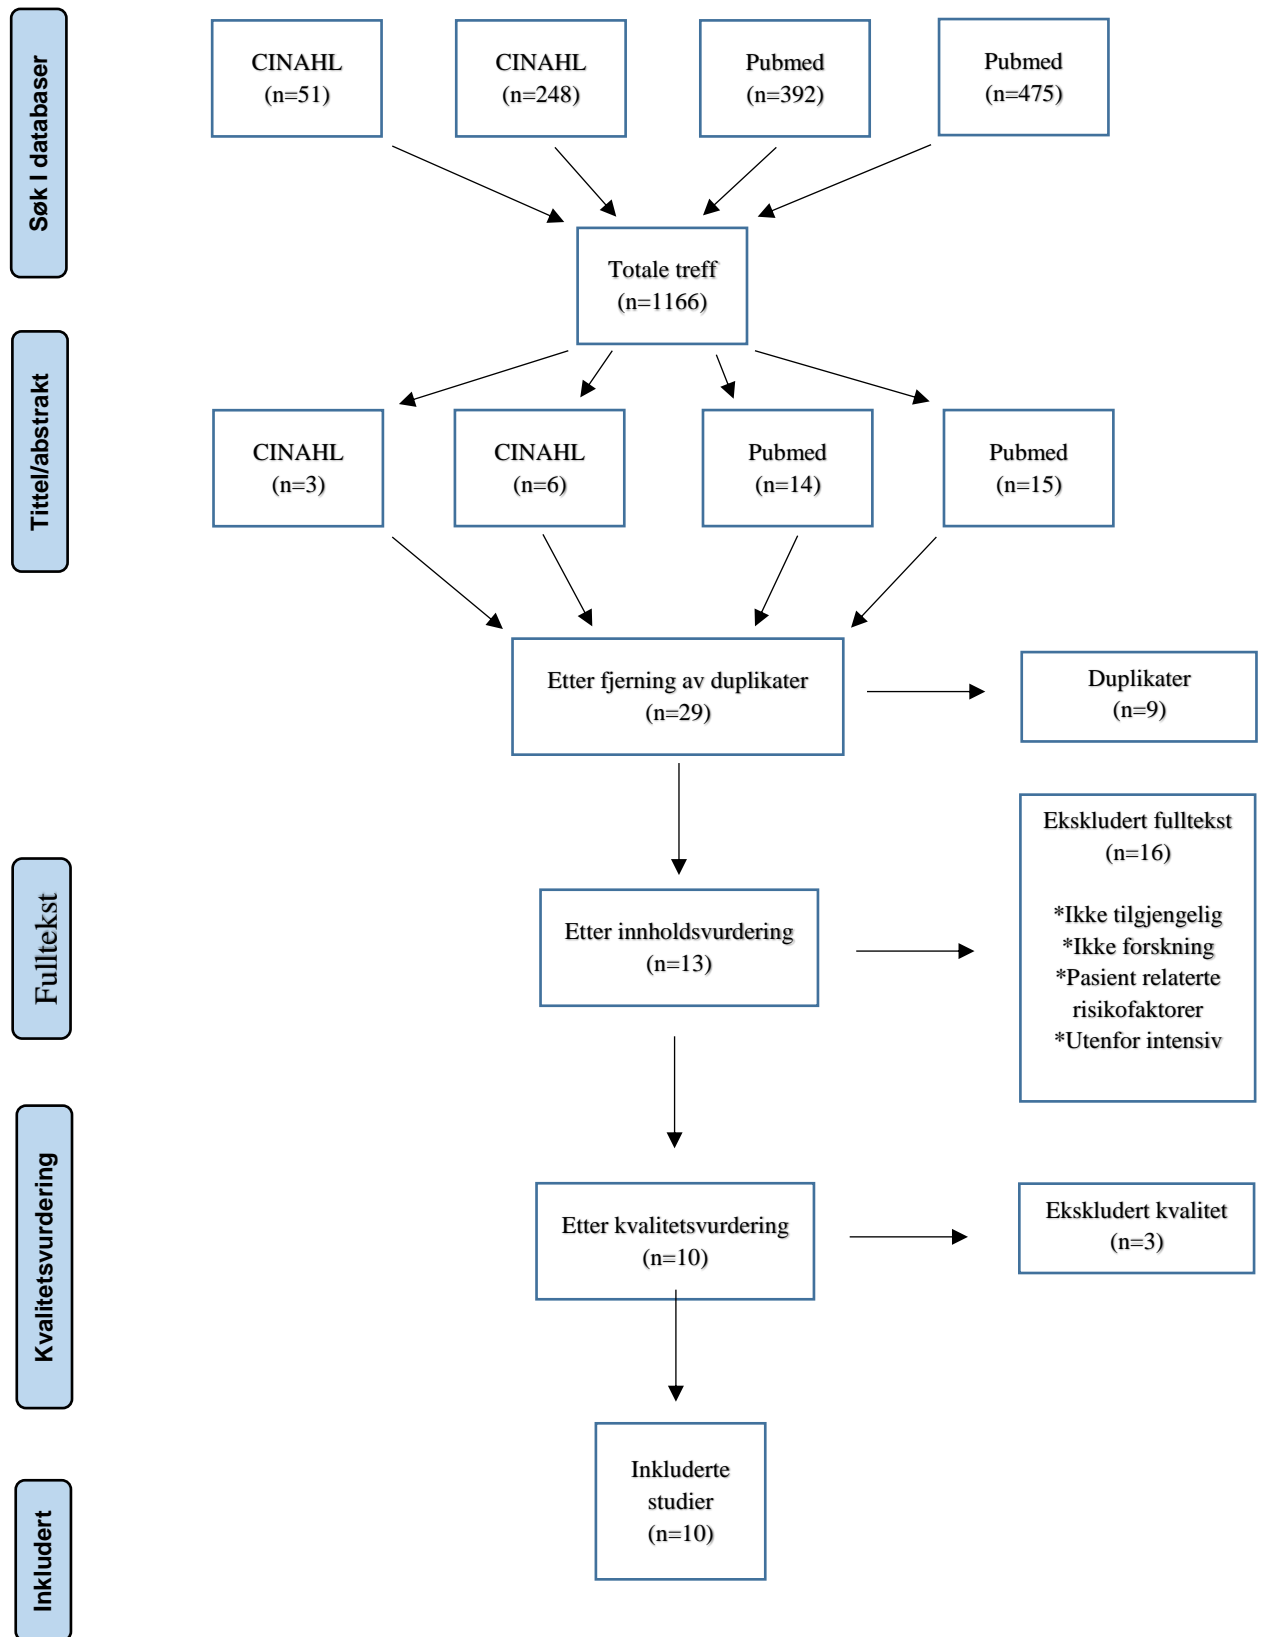 Søk I databaser
CINAHL
(n=51)
CINAHL
(n=248)
Pubmed
(n=392)
Pubmed
(n=475)
Totale treff
(n=1166)
Tittel/abstrakt
CINAHL
(n=3)
CINAHL
(n=6)
Pubmed
(n=14)
Pubmed
(n=15)
Etter fjerning av duplikater
(n=29)
Duplikater
(n=9)
Fulltekst
Etter innholdsvurdering
(n=13)
Ekskludert fulltekst
(n=16)
*Ikke tilgjengelig
*Ikke forskning
*Pasient relaterte
risikofaktorer
*Utenfor intensiv
Kvalitetsvurdering
Etter kvalitetsvurdering
(n=10)
Ekskludert kvalitet
(n=3)
Inkludert
Inkluderte
studier
(n=10)